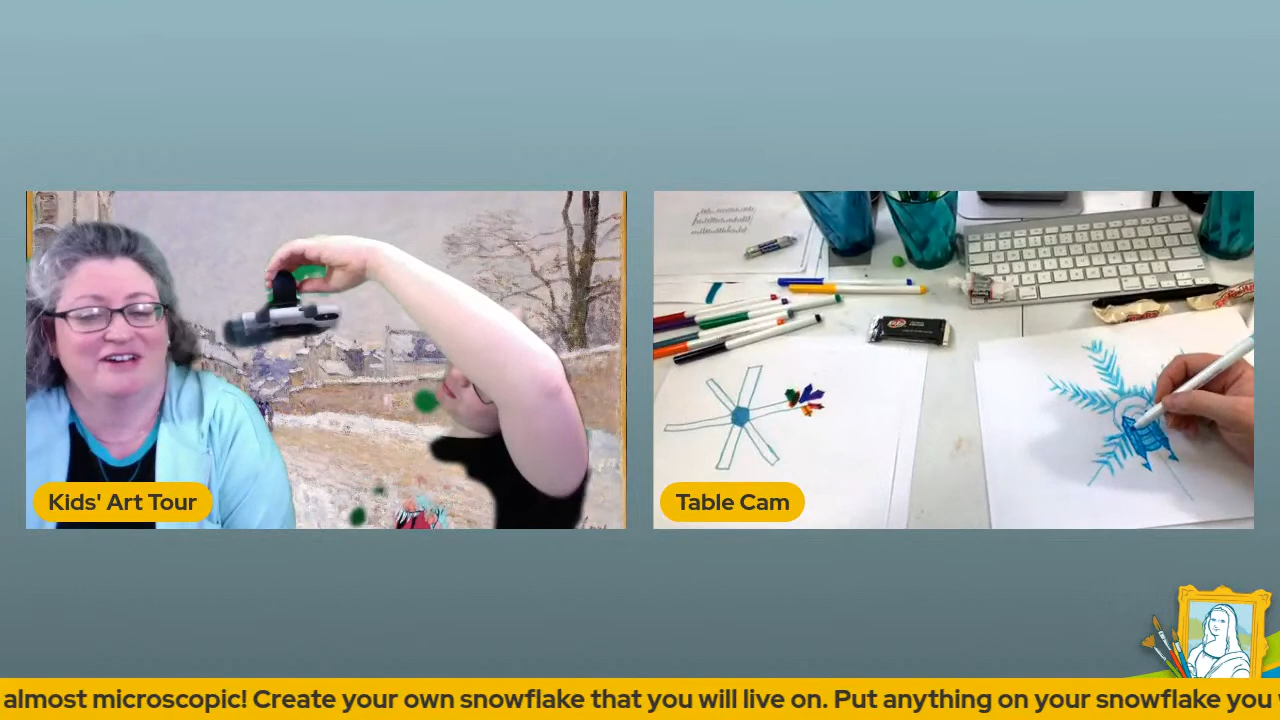 Kids' Art Tour
Table Cam
almost microscopic! Create your own snowflake that you will live on. Put anything on your snowflake you